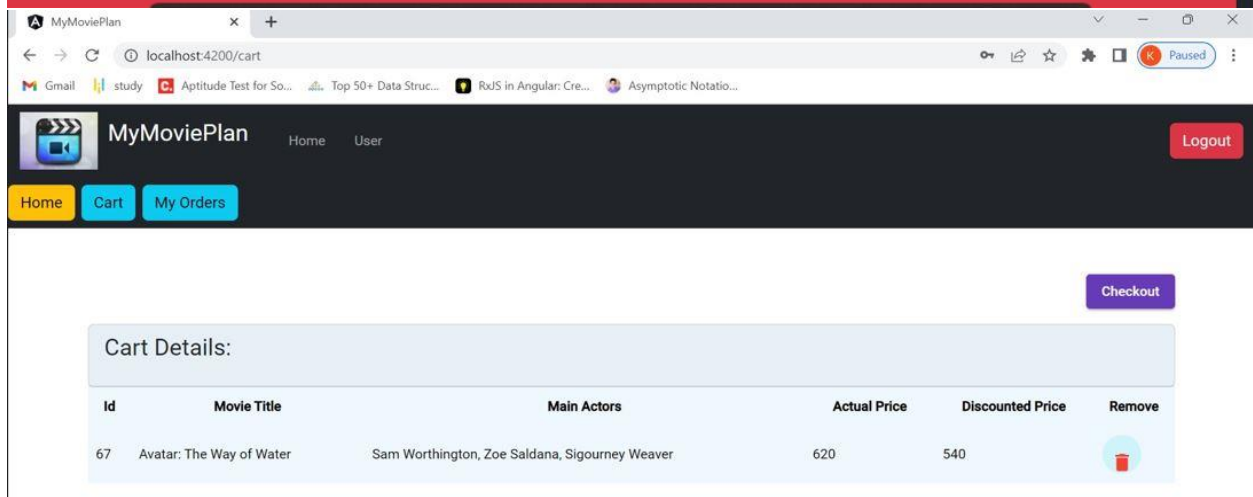 MyMoviePlan
localhost:4200/cart
K Paused
Gmail study C. Aptitude Test for So... Top 50+ Data Struc... RxJS in Angular: Cre... Asymptotic Notatio...
MyMoviePlan Home User Logout
Home Cart My Orders
Checkout
Cart Details:
Id Movie Title Main Actors Actual Price Discounted Price Remove
67 Avatar: The Way of Water Sam Worthington, Zoe Saldana, Sigourney Weaver 620 540